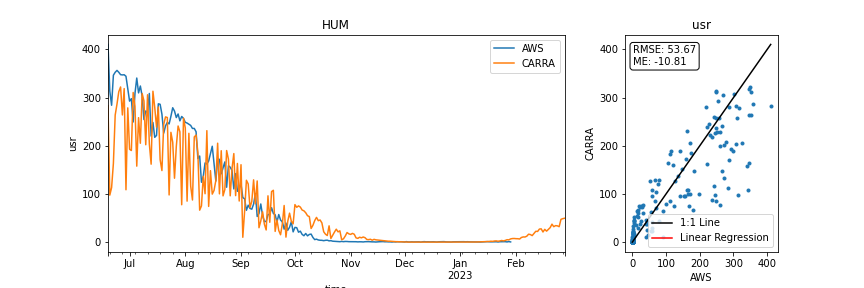 HUM
usr
400
300
200
100
0
usr
AWS
CARRA
Jul
Aug
Sep
Oct
Nov
Dec
Jan
2023
Feb
time
usr
400
300
200
100
0
CARRA
RMSE: 53.67
ME: -10.81
1:1 Line
Linear Regression
0
100
200
300
400
AWS